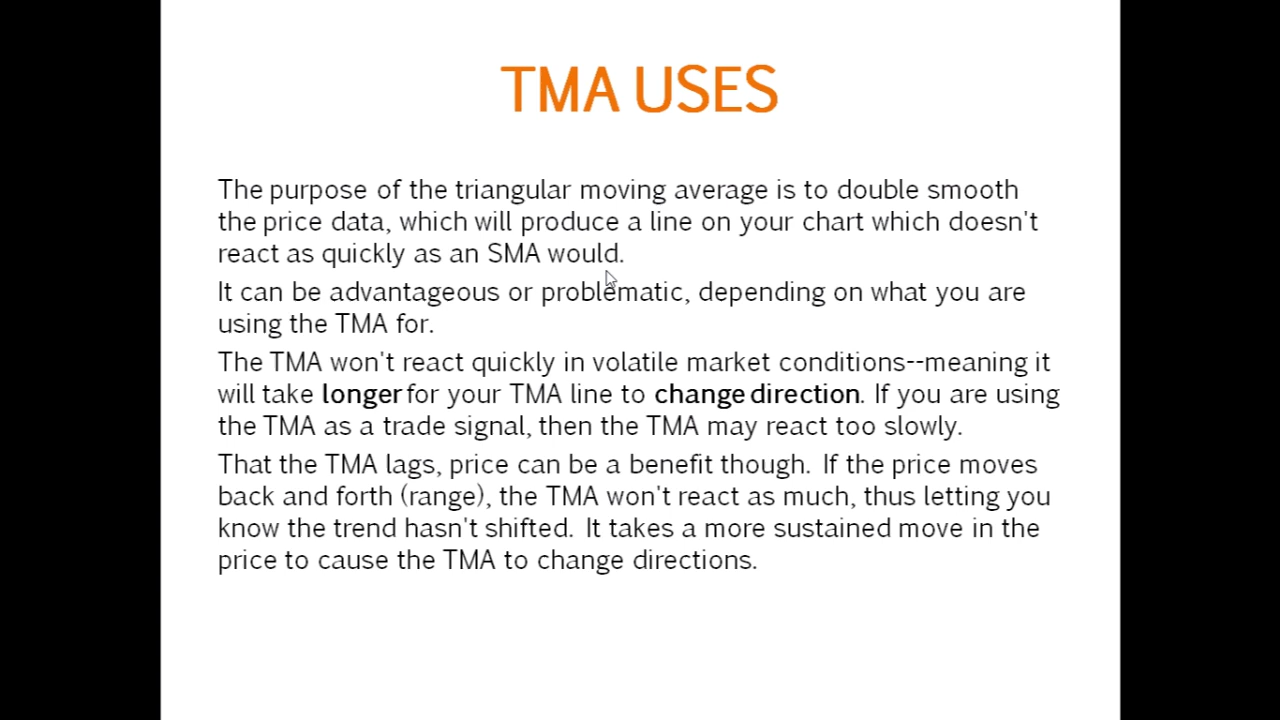 TMA USES
The purpose of the triangular moving average is to double smooth
the price data, which will produce a line on your chart which doesn't
react as quickly as an SMA would.
It can be advantageous or problematic, depending on what you are
using the TMA for.
The TMA won't react quickly in volatile market conditions--meaning it
will take longer for your TMA line to change direction. If you are using
the TMA as a trade signal, then the TMA may react too slowly.
That the TMA lags, price can be a benefit though. If the price moves
back and forth (range), the TMA won't react as much, thus letting you
know the trend hasn't shifted. It takes a more sustained move in the
price to cause the TMA to change directions.